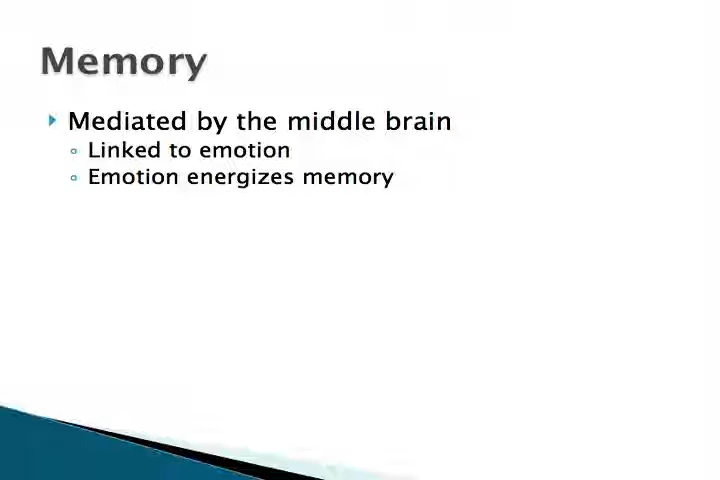 Memory
Mediated by the middle brain
Linked to emotion
Emotion energizes memory